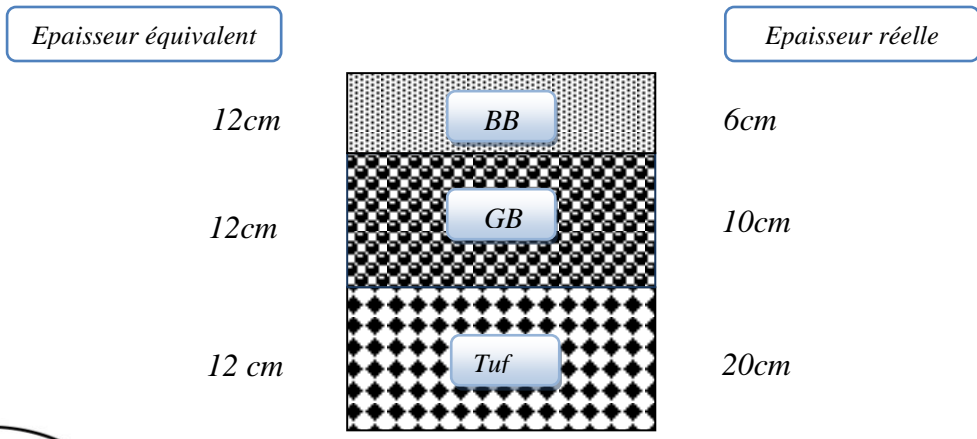 Epaisseur équivalent
Epaisseur réelle
12cm
BB
6cm
12cm
GB
10cm
12 cm
Tuf
20cm